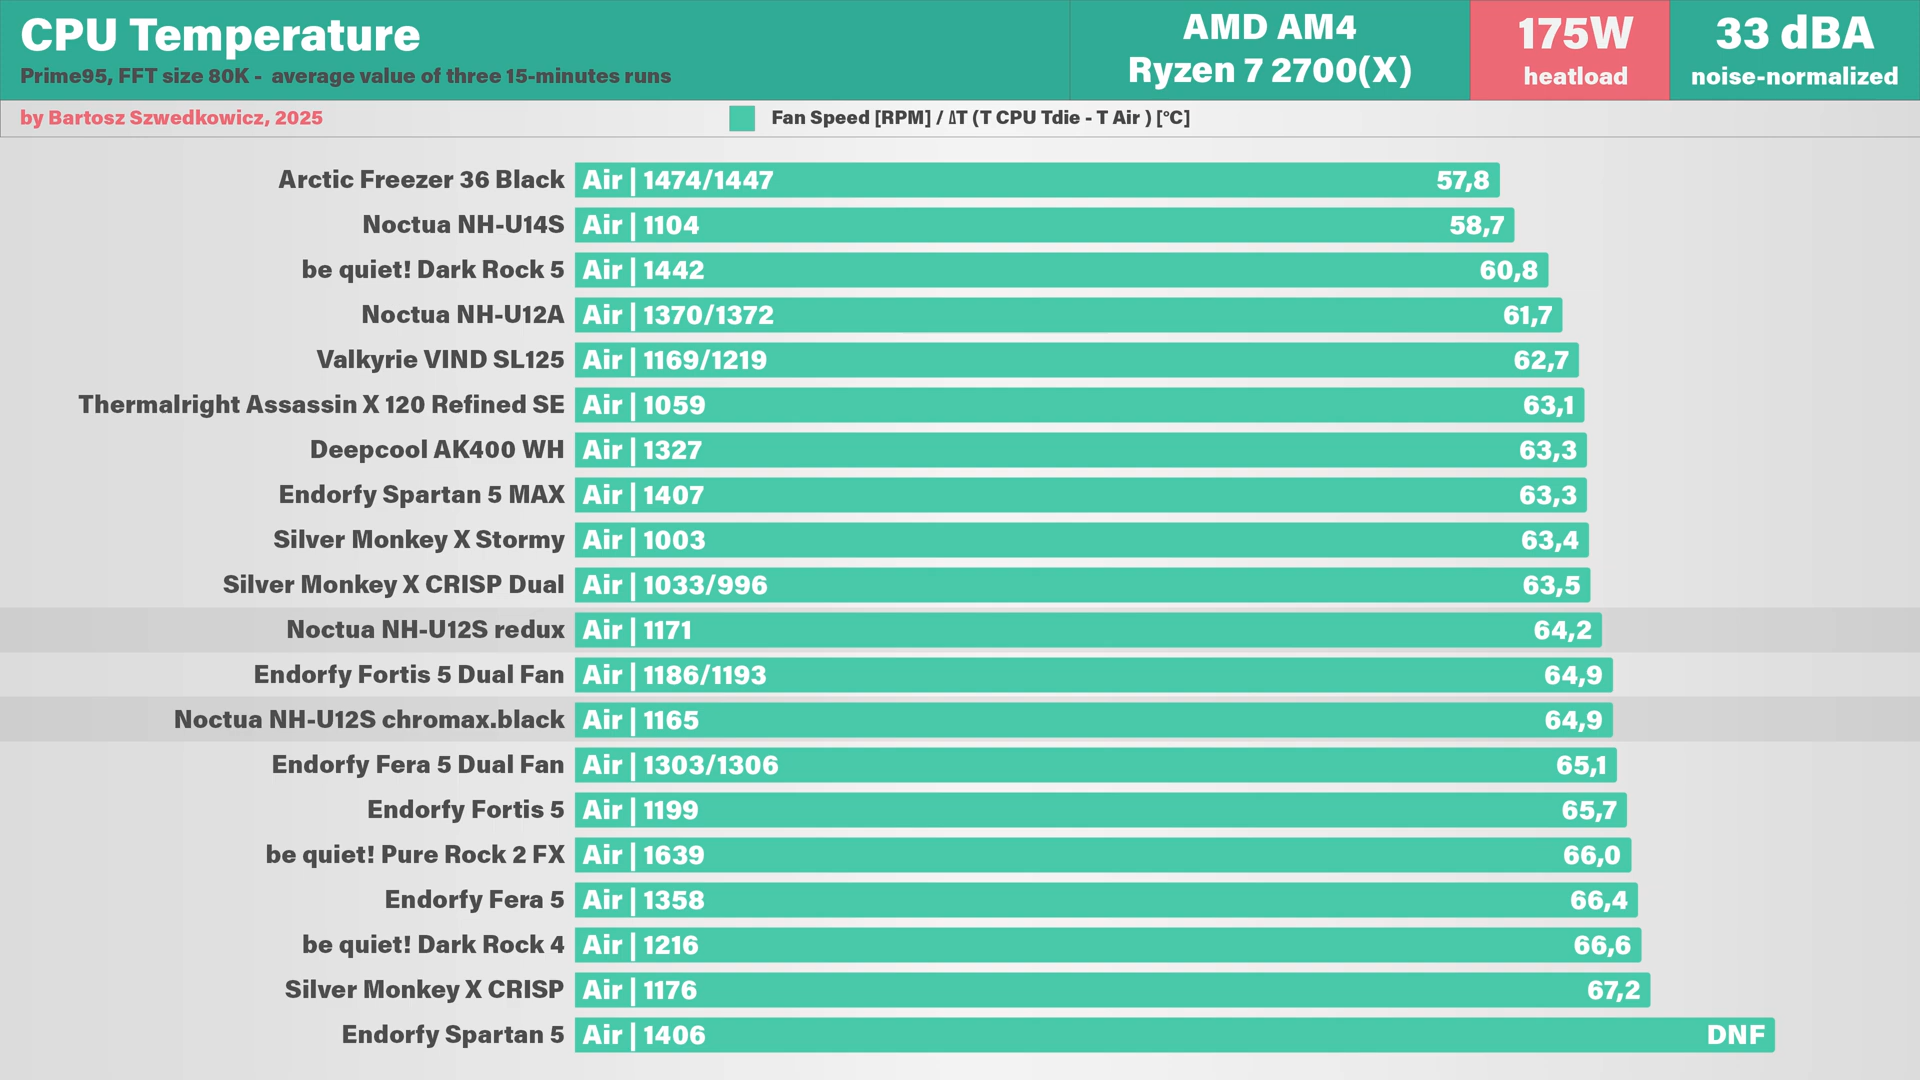 CPU Temperature
Prime95, FFT size 80K - average value of three 15-minutes runs
AMD AM4
Ryzen 7 2700(X)
175W
heatload
33 dBA
noise-normalized
by Bartosz Szwedkowicz, 2025
Fan Speed [RPM] / ΔT (T CPU Tdie - T Air ) [°C]
Arctic Freezer 36 Black Air | 1474/1447 57,8
Noctua NH-U14S Air | 1104 58,7
be quiet! Dark Rock 5 Air | 1442 60,8
Noctua NH-U12A Air | 1370/1372 61,7
Valkyrie VIND SL125 Air | 1169/1219 62,7
Thermalright Assassin X 120 Refined SE Air | 1059 63,1
Deepcool AK400 WH Air | 1327 63,3
Endorfy Spartan 5 MAX Air | 1407 63,3
Silver Monkey X Stormy Air | 1003 63,4
Silver Monkey X CRISP Dual Air | 1033/996 63,5
Noctua NH-U12S redux Air | 1171 64,2
Endorfy Fortis 5 Dual Fan Air | 1186/1193 64,9
Noctua NH-U12S chromax.black Air | 1165 64,9
Endorfy Fera 5 Dual Fan Air | 1303/1306 65,1
Endorfy Fortis 5 Air | 1199 65,7
be quiet! Pure Rock 2 FX Air | 1639 66,0
Endorfy Fera 5 Air | 1358 66,4
be quiet! Dark Rock 4 Air | 1216 66,6
Silver Monkey X CRISP Air | 1176 67,2
Endorfy Spartan 5 Air | 1406 DNF